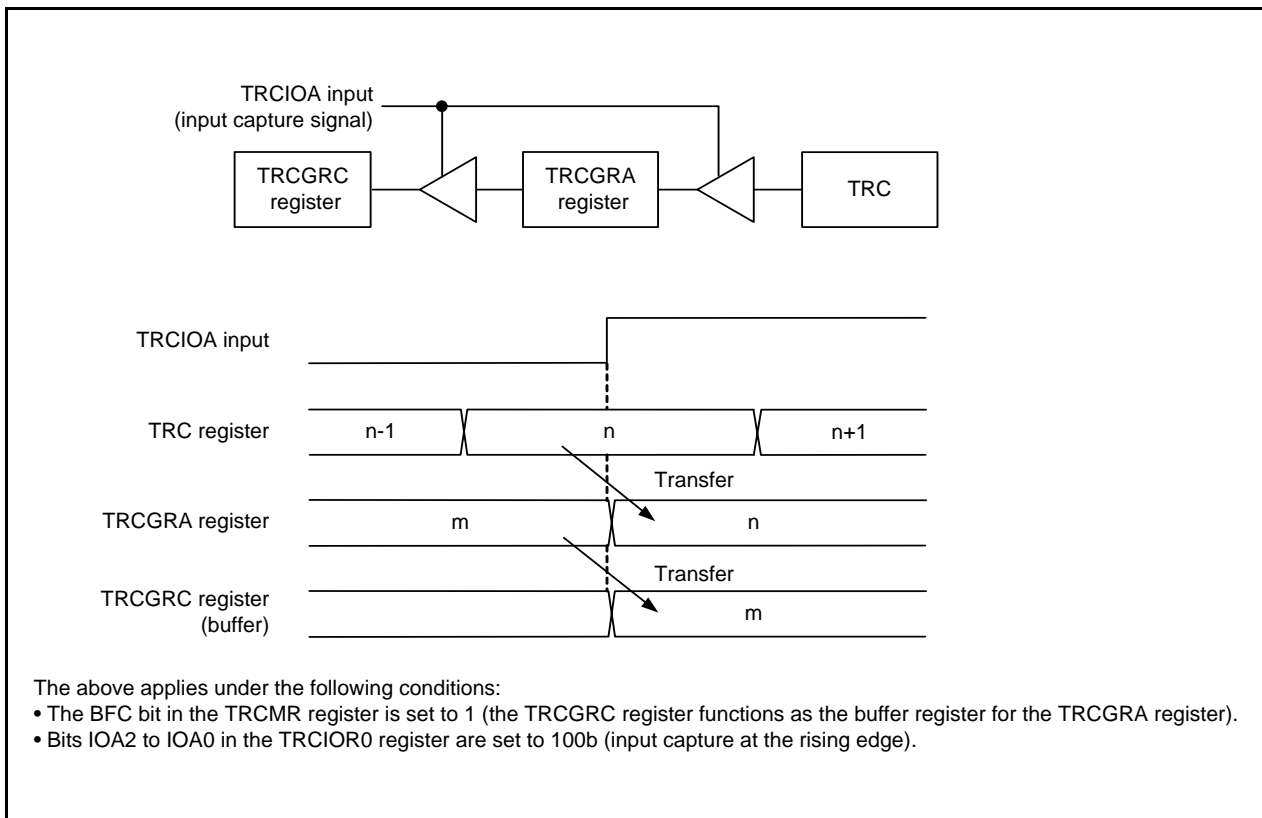 TRCIOA input
(input capture signal)
TRCGRC
register
TRCGRA
register
TRC
TRCIOA input
TRC register
n-1
n
n+1
Transfer
TRCGRA register
m
n
Transfer
TRCGRC register
(buffer)
m
The above applies under the following conditions:
• The BFC bit in the TRCMR register is set to 1 (the TRCGRC register functions as the buffer register for the TRCGRA register).
• Bits IOA2 to IOA0 in the TRCIOR0 register are set to 100b (input capture at the rising edge).